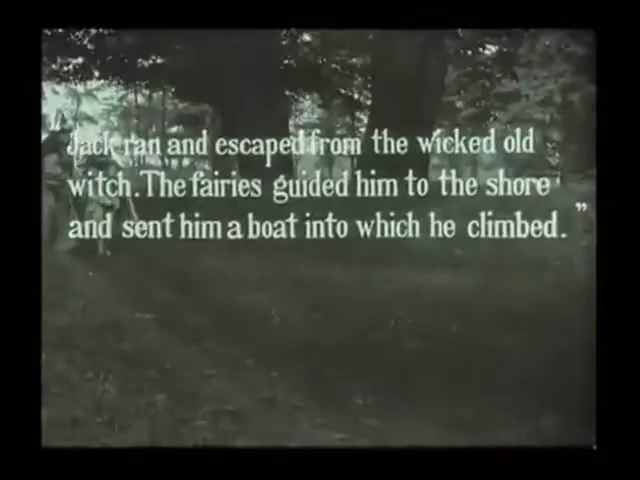 Jack ran and escaped from the wicked old
witch. The fairies guided him to the shore
and sent him a boat into which he climbed."